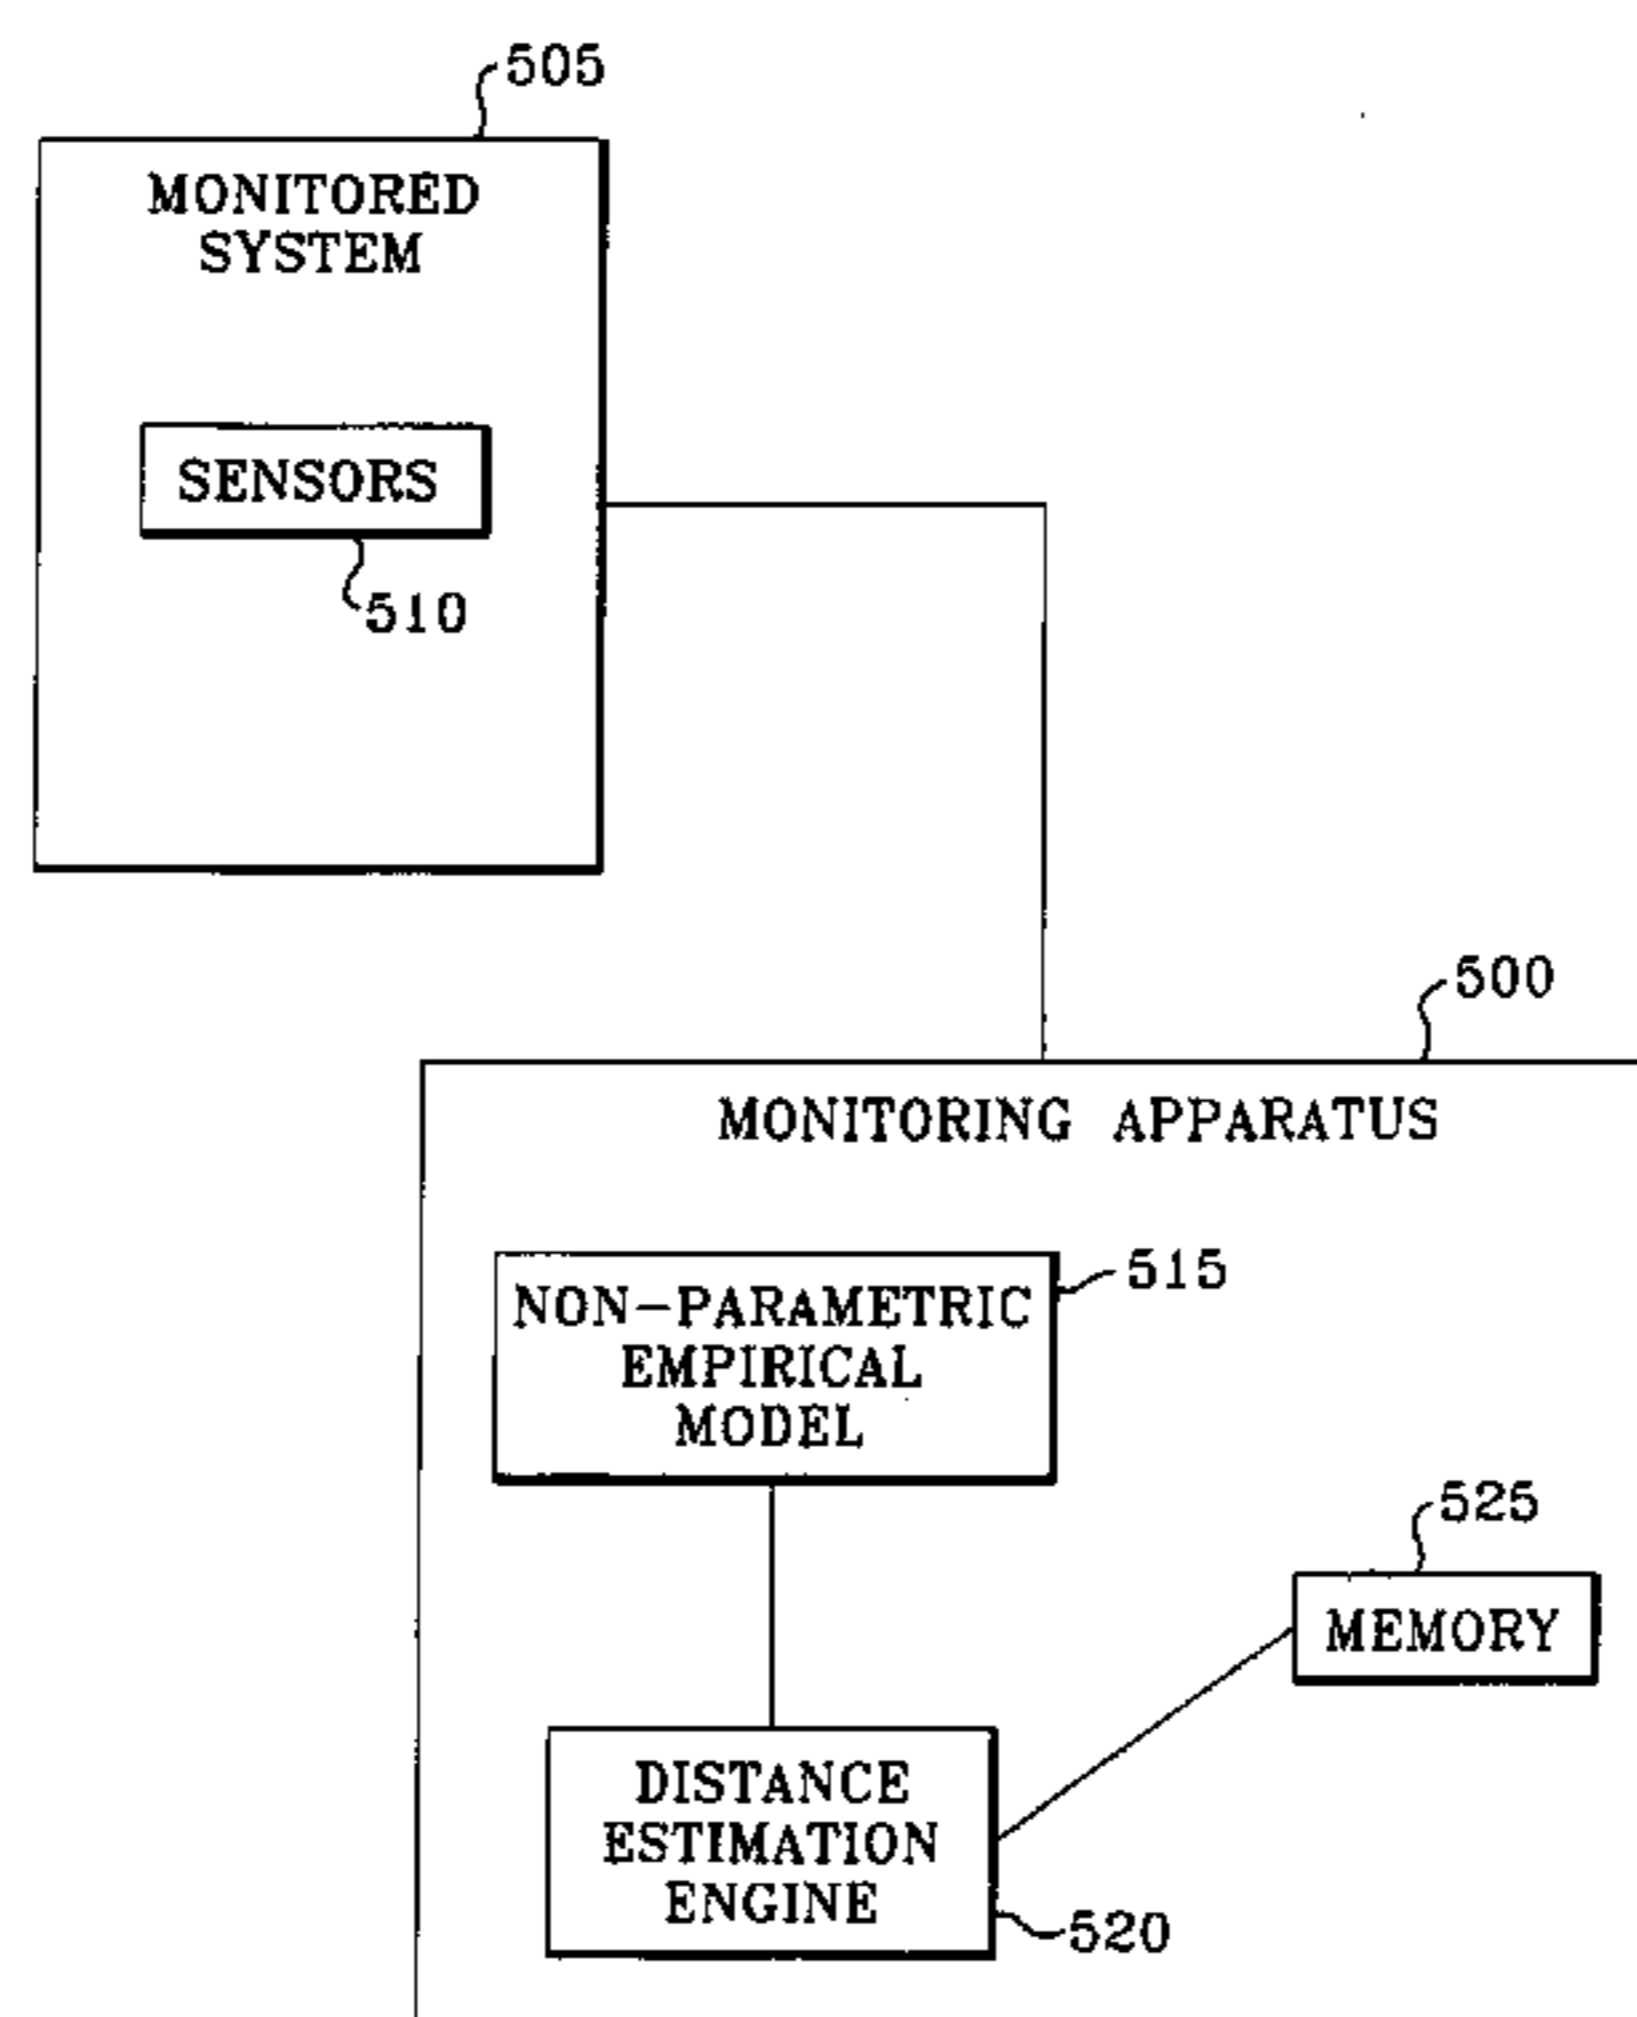 505
MONITORED
SYSTEM
SENSORS
510
500
MONITORING APPARATUS
515
NON-PARAMETRIC
EMPIRICAL
MODEL
525
MEMORY
DISTANCE
ESTIMATION
ENGINE
520